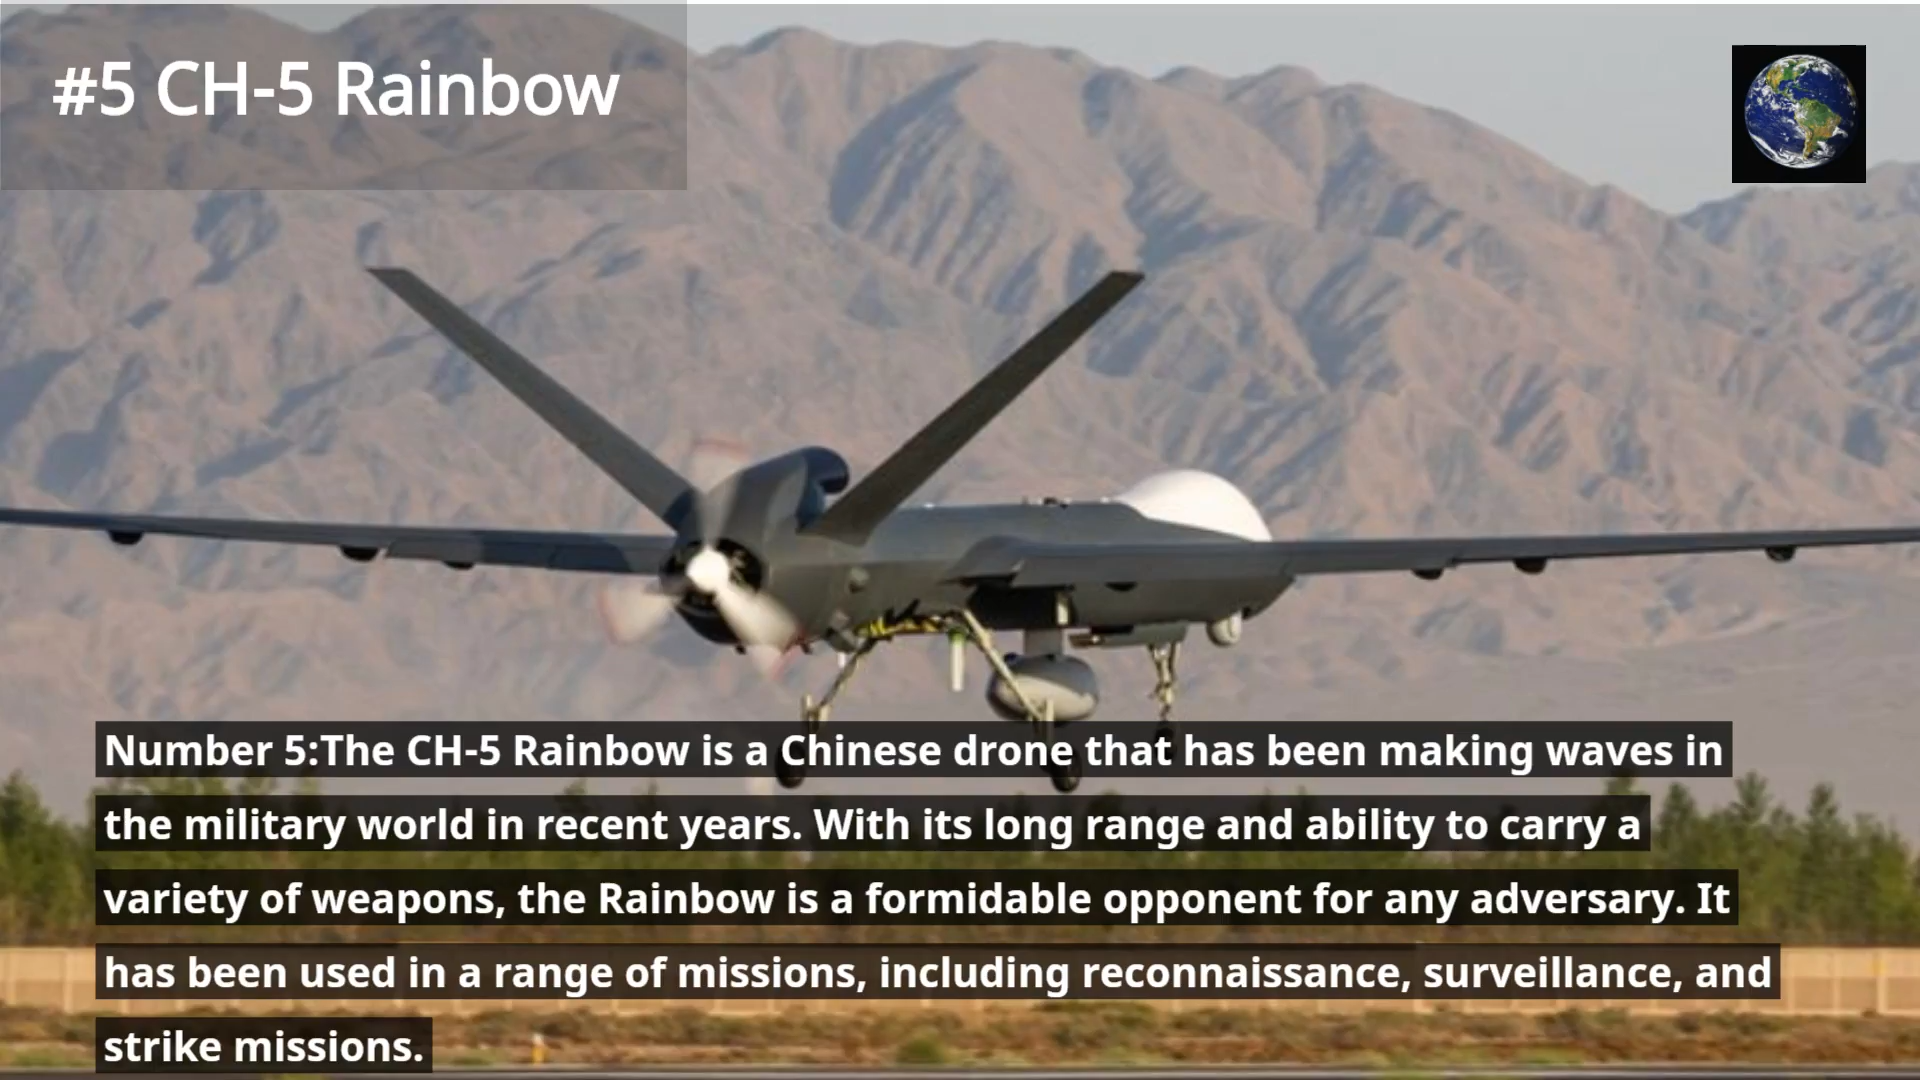 #5 CH-5 Rainbow
Number 5:The CH-5 Rainbow is a Chinese drone that has been making waves in
the military world in recent years. With its long range and ability to carry a
variety of weapons, the Rainbow is a formidable opponent for any adversary. It
has been used in a range of missions, including reconnaissance, surveillance, and
strike missions.